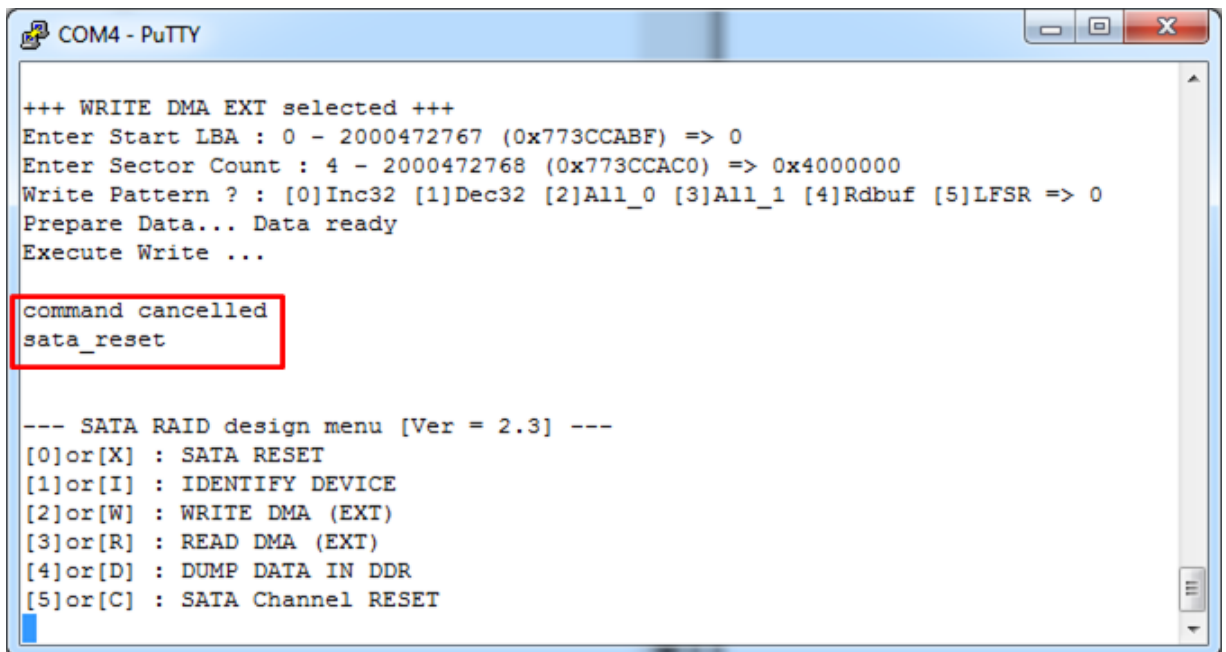 COM4 - PuTTY
+++ WRITE DMA EXT selected +++
Enter Start LBA : 0 - 2000472767 (0x773CCABF) => 0
Enter Sector Count : 4 - 2000472768 (0x773CCAC0) => 0x4000000
Write Pattern ? : [0]Inc32 [1]Dec32 [2]All_0 [3]All_1 [4]Rdbuf [5]LFSR => 0
Prepare Data... Data ready
Execute Write ...
command cancelled
sata_reset
--- SATA RAID design menu [Ver = 2.3] ---
[0]or[X] : SATA RESET
[1]or[I] : IDENTIFY DEVICE
[2]or[W] : WRITE DMA (EXT)
[3]or[R] : READ DMA (EXT)
[4]or[D] : DUMP DATA IN DDR
[5]or[C] : SATA Channel RESET